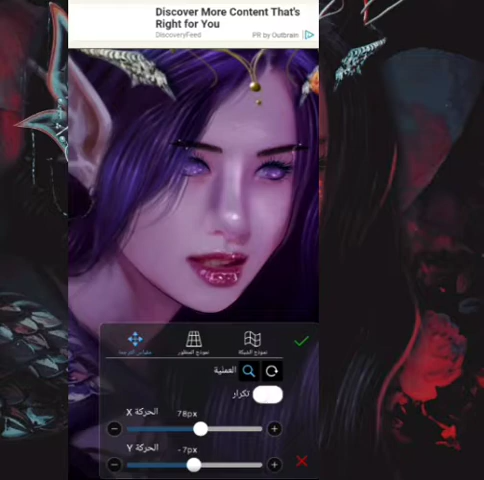 Discover More Content That's
Right for You
DiscoveryFeed
PR by Outbrain
نموذج الشبكة
نموذج المنظور
العملية
تكرار
الحركة X
78px
الحركة Y
-7px